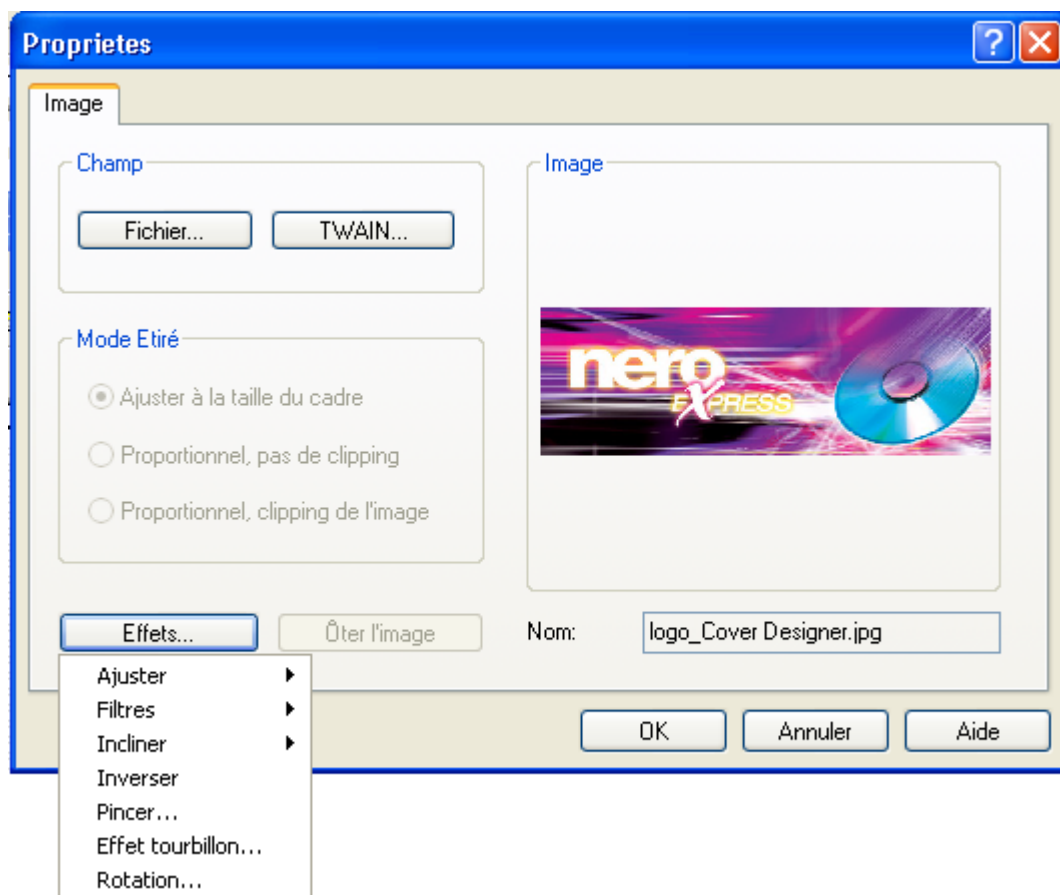 Proprietes
Image
Champ
Fichier...
TWAIN...
Mode Etiré
Ajuster à la taille du cadre
Proportionnel, pas de clipping
Proportionnel, clipping de l'image
Image
nero
EXPRESS
Effets...
Ôter l'image
Nom:
logo_Cover Designer.jpg
Ajuster
Filtres
Incliner
Inverser
Pincer...
Effet tourbillon...
Rotation...
OK
Annuler
Aide